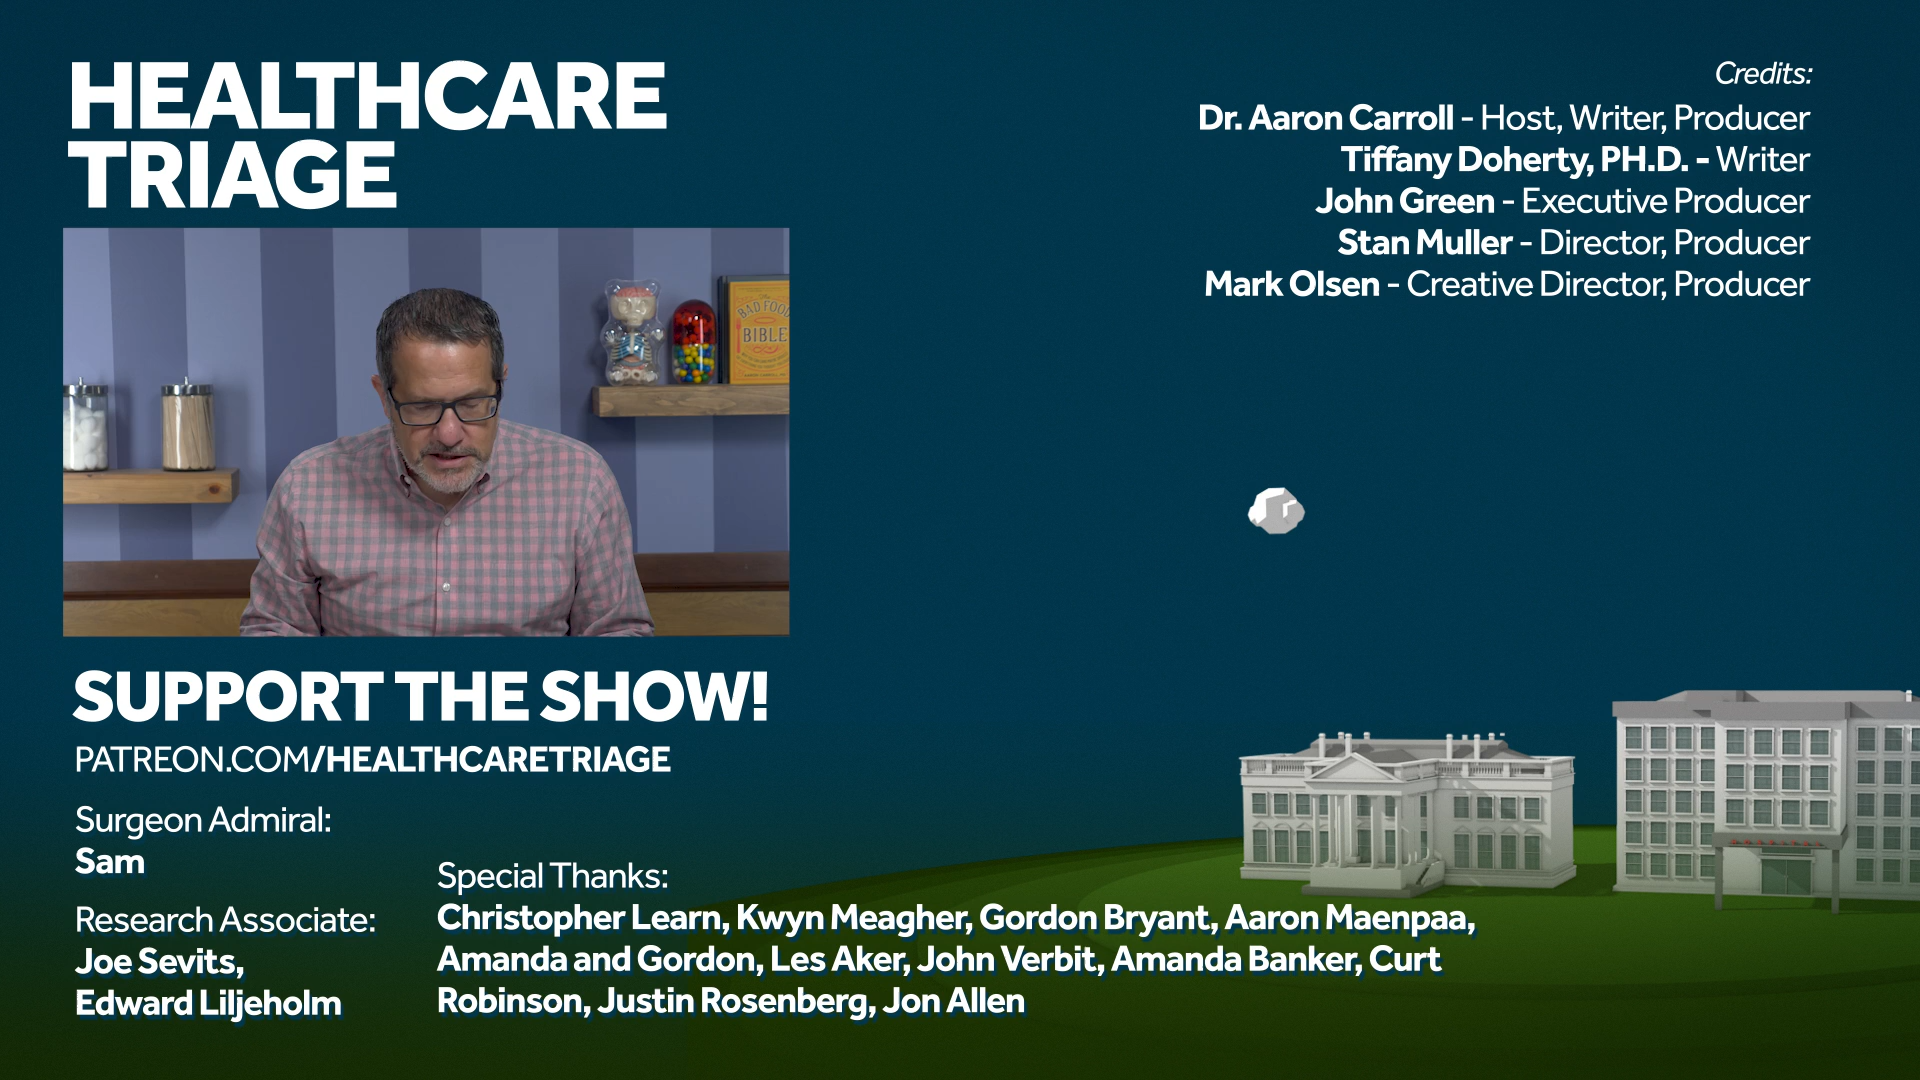 HEALTHCARE
TRIAGE
Credits:
Dr. Aaron Carroll - Host, Writer, Producer
Tiffany Doherty, PH.D. - Writer
John Green - Executive Producer
Stan Muller - Director, Producer
Mark Olsen - Creative Director, Producer
BAD FOOD
BIBLE
SUPPORT THE SHOW!
PATREON.COM/HEALTHCARETRIAGE
Surgeon Admiral:
Sam
Research Associate:
Joe Sevits,
Edward Liljeholm
Special Thanks:
Christopher Learn, Kwyn Meagher, Gordon Bryant, Aaron Maenpaa,
Amanda and Gordon, Les Aker, John Verbit, Amanda Banker, Curt
Robinson, Justin Rosenberg, Jon Allen